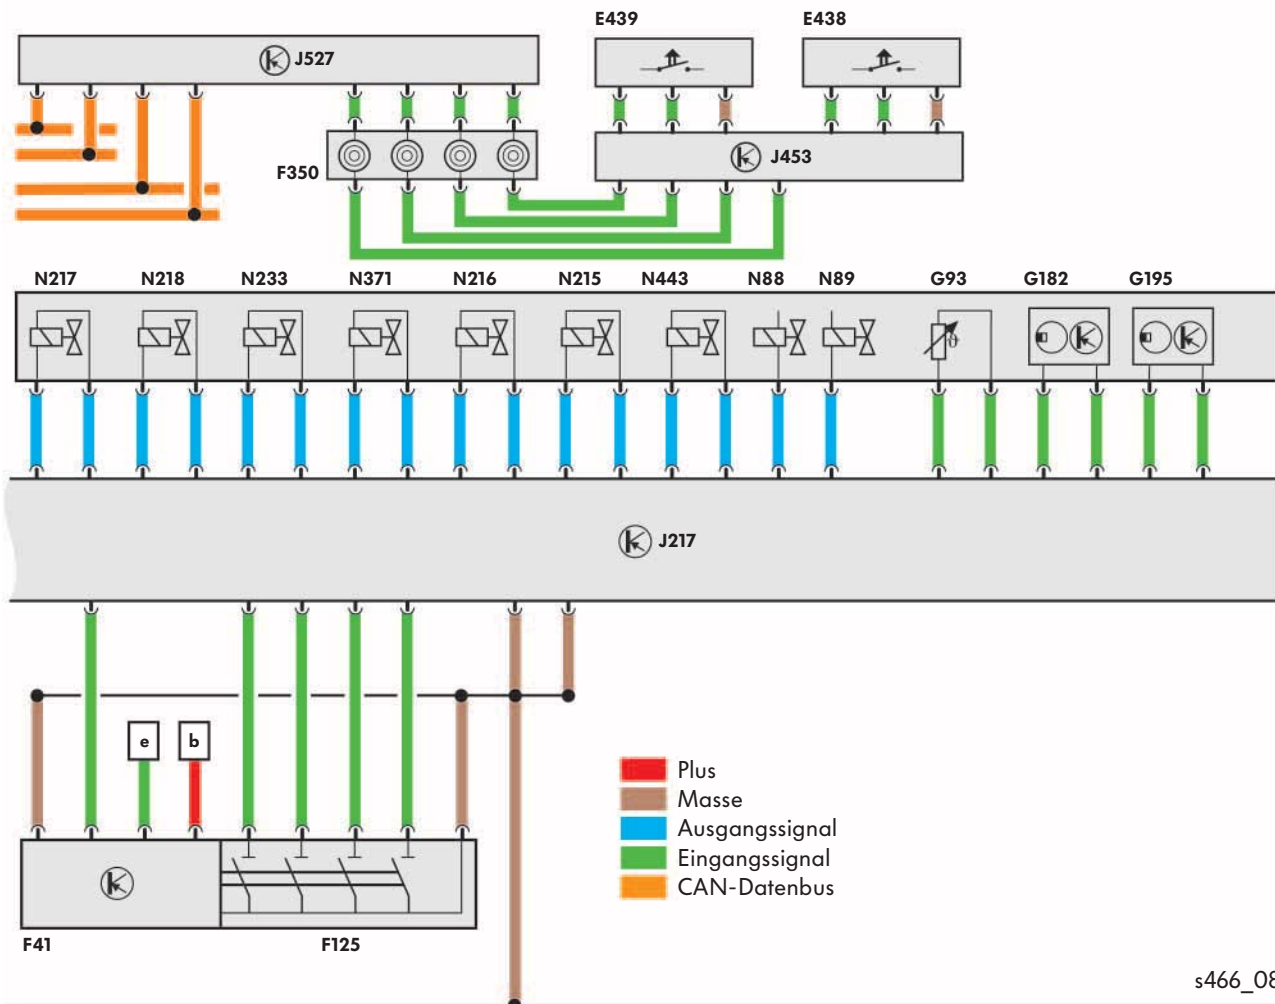 E439 E438
J527
J453
F350
N217 N218 N233 N371 N216 N215 N443 N88 N89 G93 G182 G195
ϑ
J217
e b
Plus
Masse
Ausgangssignal
Eingangssignal
CAN-Datenbus
F41 F125
s466_08